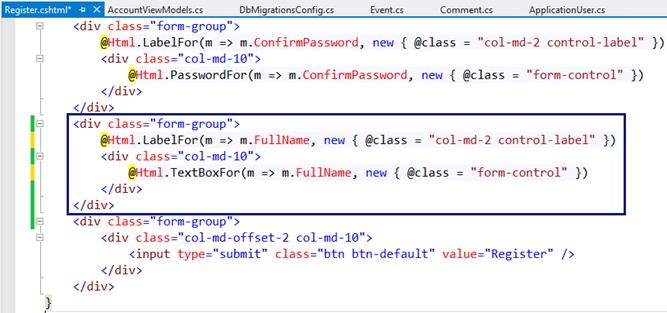 Register.cshtml* AccountViewModels.cs DbMigrationsConfig.cs Event.cs Comment.cs ApplicationUser.cs
<div class="form-group">
@Html.LabelFor(m => m.ConfirmPassword, new { @class = "col-md-2 control-label" })
<div class="col-md-10">
@Html.PasswordFor(m => m.ConfirmPassword, new { @class = "form-control" })
</div>
</div>
<div class="form-group">
@Html.LabelFor(m => m.FullName, new { @class = "col-md-2 control-label" })
<div class="col-md-10">
@Html.TextBoxFor(m => m.FullName, new { @class = "form-control" })
</div>
</div>
<div class="form-group">
<div class="col-md-offset-2 col-md-10">
<input type="submit" class="btn btn-default" value="Register" />
</div>
</div>
}